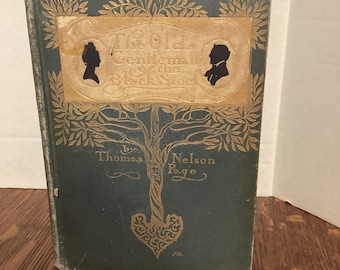 The Old
Gentleman
of the
Black Stock
by
Thomas Nelson
Page